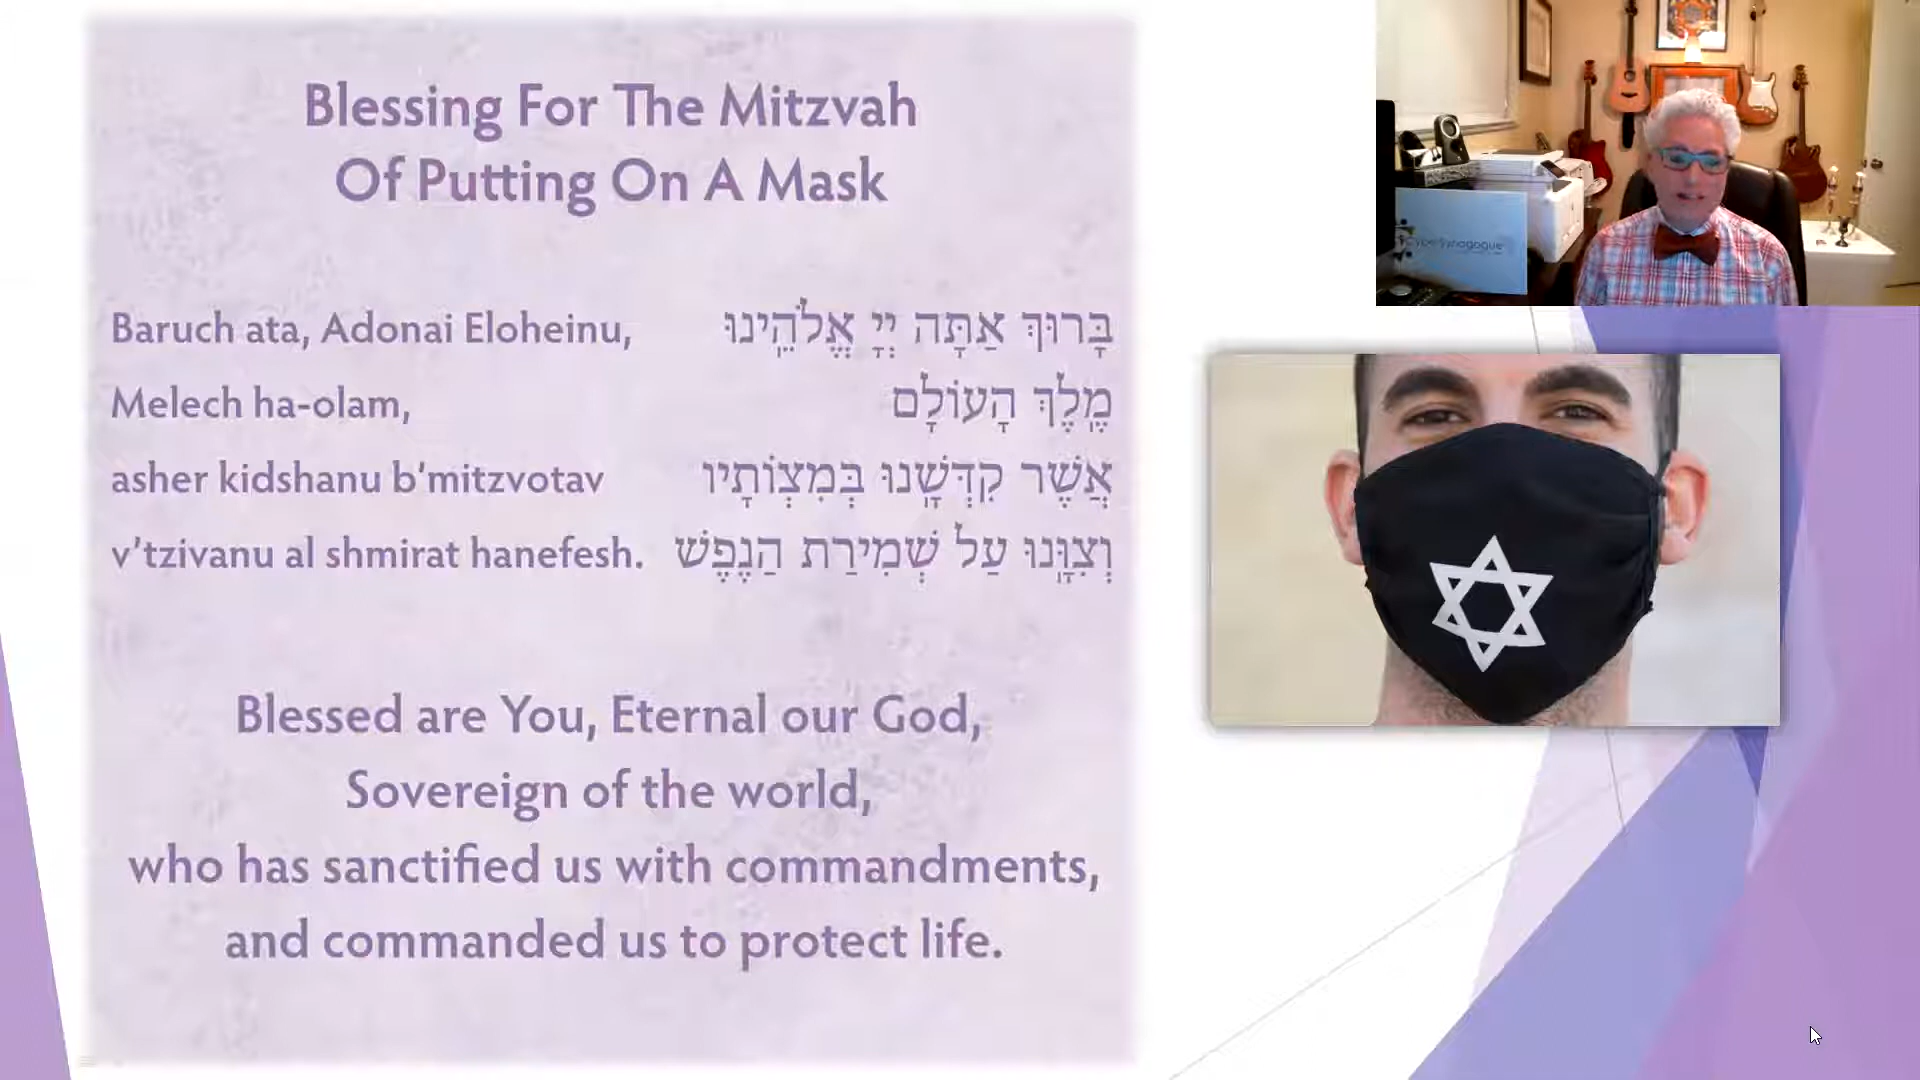 Blessing For The Mitzvah
Of Putting On A Mask
Baruch ata, Adonai Eloheinu,
בָּרוּךְ אַתָּה יְיָ אֱלֹהֵֽינוּ
Melech ha-olam,
מֶֽלֶךְ הָעוֹלָם
asher kidshanu b’mitzvotav
אֲשֶׁר קִדְּשָֽׁנוּ בְּמִצְוֹתָיו
v’tzivanu al shmirat hanefesh.
וְצִוָּֽנוּ עַל שְׁמִירַת הַנֶּפֶשׁ
Blessed are You, Eternal our God,
Sovereign of the world,
who has sanctified us with commandments,
and commanded us to protect life.
CyberSynagogue